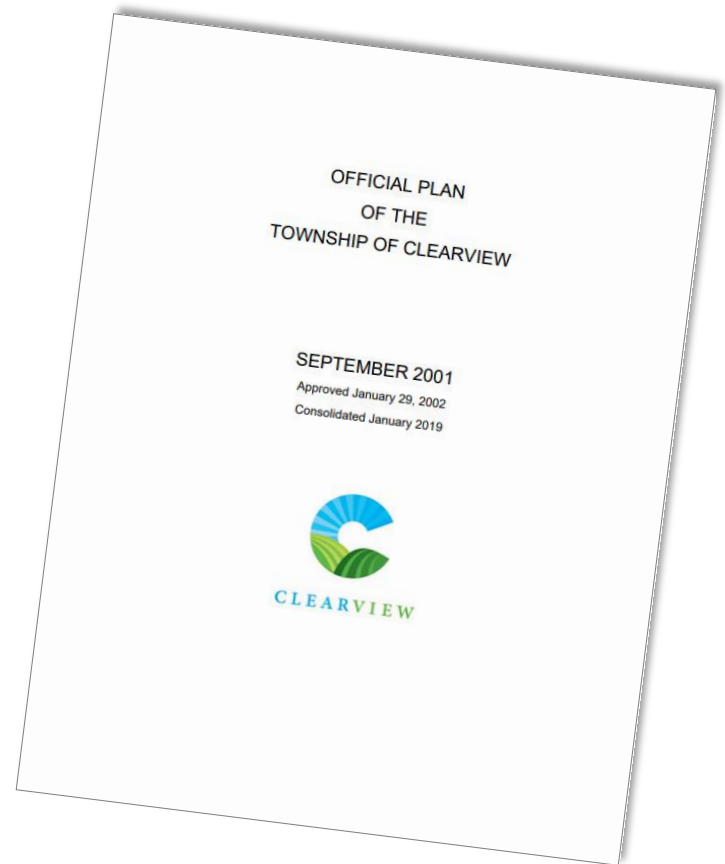 OFFICIAL PLAN
OF THE
TOWNSHIP OF CLEARVIEW
SEPTEMBER 2001
Approved January 29, 2002
Consolidated January 2019
CLEARVIEW